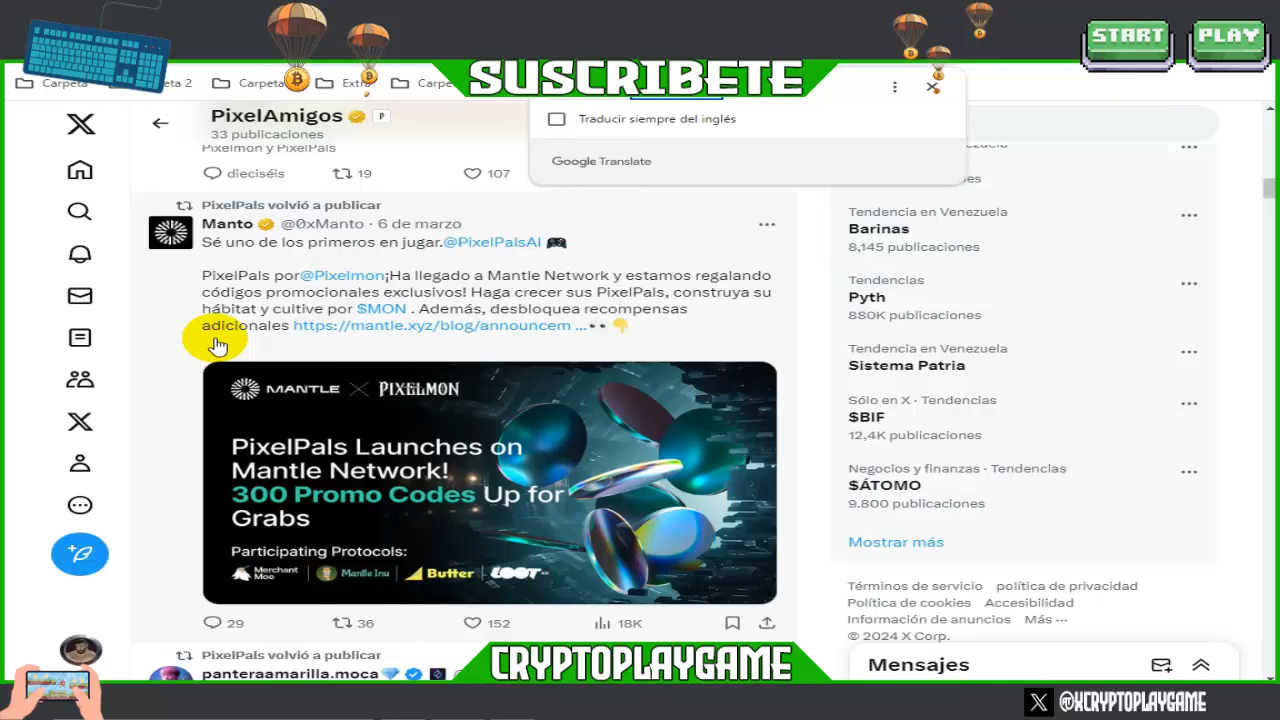 START
PLAY
Carpeta
2
Carpeta
Extra
Carpe
SUSCRIBETE
PixelAmigos
P
33 publicaciones
Pixelmon y PixelPals
dieciséis
19
107
Traducir siempre del inglés
Google Translate
PixelPals volvió a publicar
Manto @0xManto · 6 de marzo
Sé uno de los primeros en jugar.@PixelPalsAI
PixelPals por@Pixelmon¡Ha llegado a Mantle Network y estamos regalando
códigos promocionales exclusivos! Haga crecer sus PixelPals, construya su
hábitat y cultive por $MON . Además, desbloquea recompensas
adicionales https://mantle.xyz/blog/announcem ...
MANTLE
PIXELMON
PixelPals Launches on
Mantle Network!
300 Promo Codes Up for
Grabs
Participating Protocols:
Merchant
Moe
Mantle Inu
Butter
LOOT
29
36
152
18K
PixelPals volvió a publicar
panteraamarilla.moca
Tendencia en Venezuela
Barinas
8,145 publicaciones
Tendencias
Pyth
880K publicaciones
Tendencia en Venezuela
Sistema Patria
Sólo en X · Tendencias
$BIF
12,4K publicaciones
Negocios y finanzas · Tendencias
$ÁTOMO
9.800 publicaciones
Mostrar más
Términos de servicio política de privacidad
Política de cookies Accesibilidad
Información de anuncios Más ···
© 2024 X Corp.
Mensajes
CRYPTOPLAYGAME
@XCRYPTOPLAYGAME